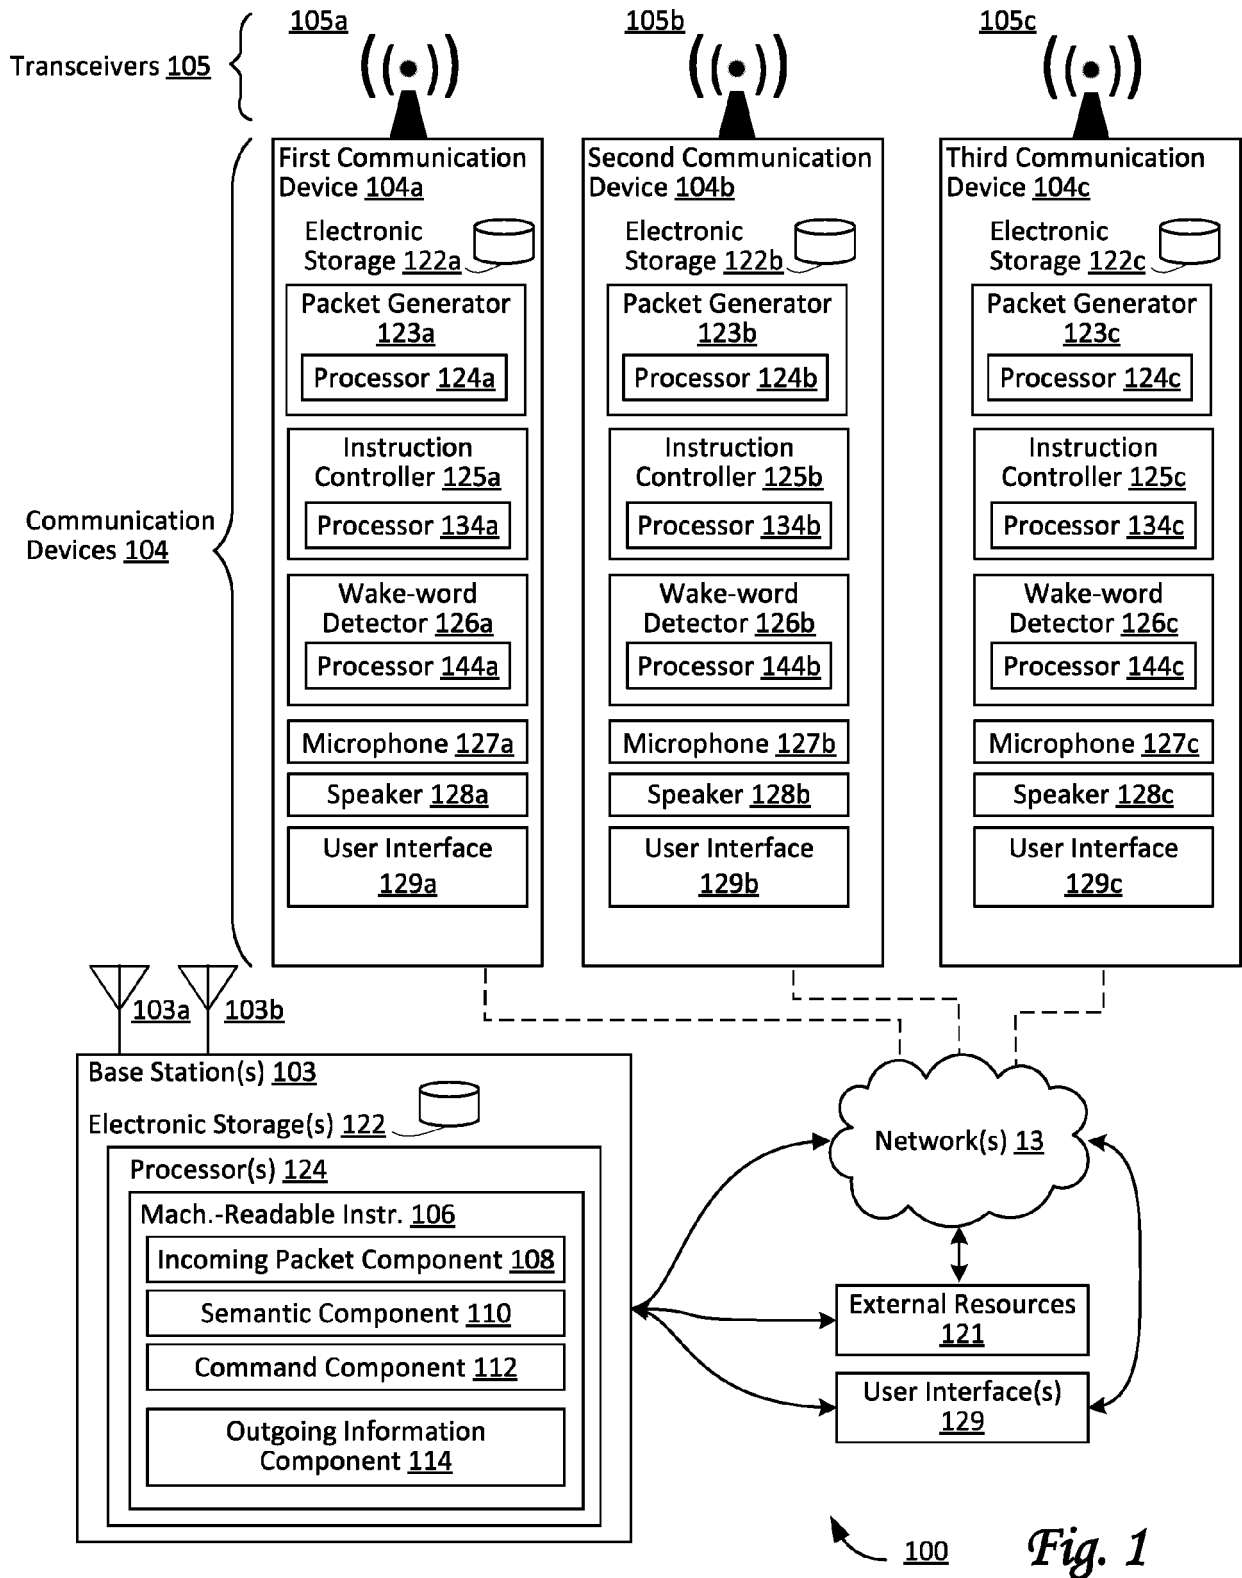 105a
105b
105c
Transceivers 105
First Communication
Device 104a
Electronic
Storage 122a
Packet Generator
123a
Processor 124a
Instruction
Controller 125a
Processor 134a
Wake-word
Detector 126a
Processor 144a
Microphone 127a
Speaker 128a
User Interface
129a
Second Communication
Device 104b
Electronic
Storage 122b
Packet Generator
123b
Processor 124b
Instruction
Controller 125b
Processor 134b
Wake-word
Detector 126b
Processor 144b
Microphone 127b
Speaker 128b
User Interface
129b
Third Communication
Device 104c
Electronic
Storage 122c
Packet Generator
123c
Processor 124c
Instruction
Controller 125c
Processor 134c
Wake-word
Detector 126c
Processor 144c
Microphone 127c
Speaker 128c
User Interface
129c
Communication
Devices 104
103a
103b
Base Station(s) 103
Electronic Storage(s) 122
Processor(s) 124
Mach.-Readable Instr. 106
Incoming Packet Component 108
Semantic Component 110
Command Component 112
Outgoing Information
Component 114
Network(s) 13
External Resources
121
User Interface(s)
129
100
Fig. 1